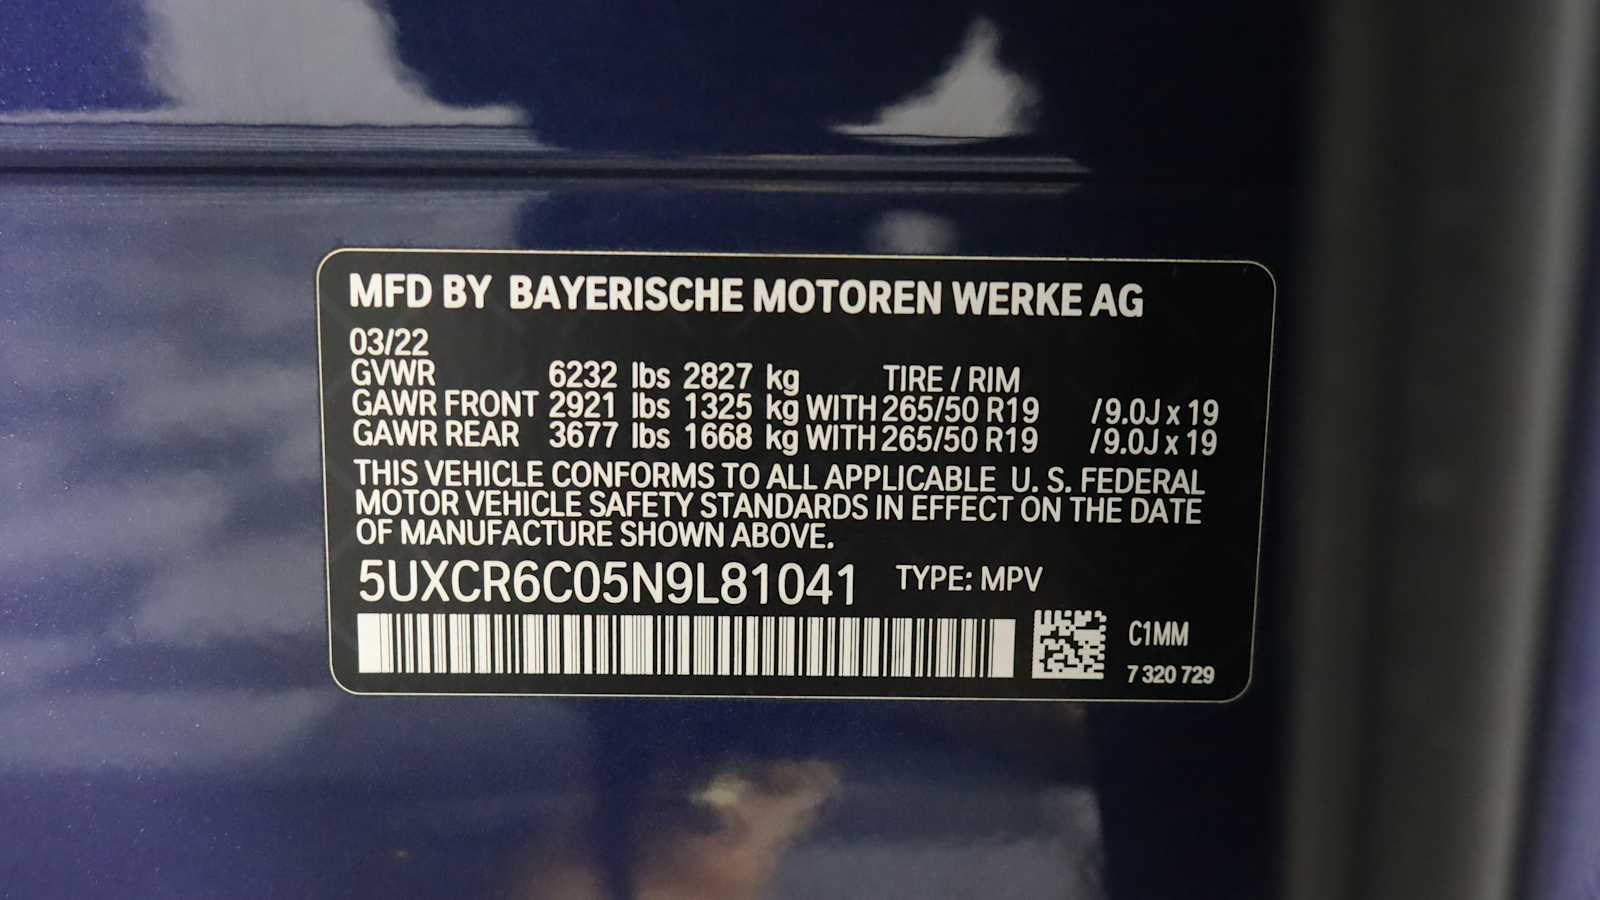 MFD BY BAYERISCHE MOTOREN WERKE AG
03/22
GVWR 6232 lbs 2827 kg TIRE / RIM
GAWR FRONT 2921 lbs 1325 kg WITH 265/50 R19 /9.0J x 19
GAWR REAR 3677 lbs 1668 kg WITH 265/50 R19 /9.0J x 19
THIS VEHICLE CONFORMS TO ALL APPLICABLE U. S. FEDERAL
MOTOR VEHICLE SAFETY STANDARDS IN EFFECT ON THE DATE
OF MANUFACTURE SHOWN ABOVE.
5UXCR6C05N9L81041 TYPE: MPV
C1MM
7 320 729